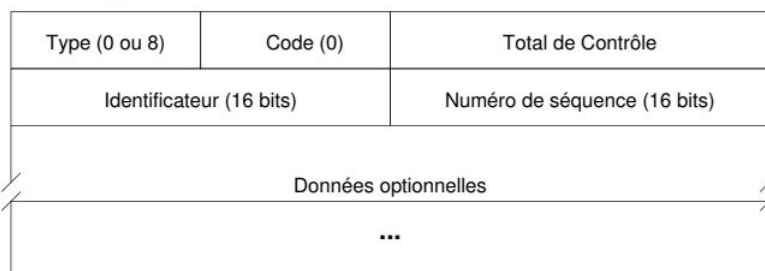 Type (0 ou 8) Code (0) Total de Contrôle
Identificateur (16 bits) Numéro de séquence (16 bits)
Données optionnelles
...